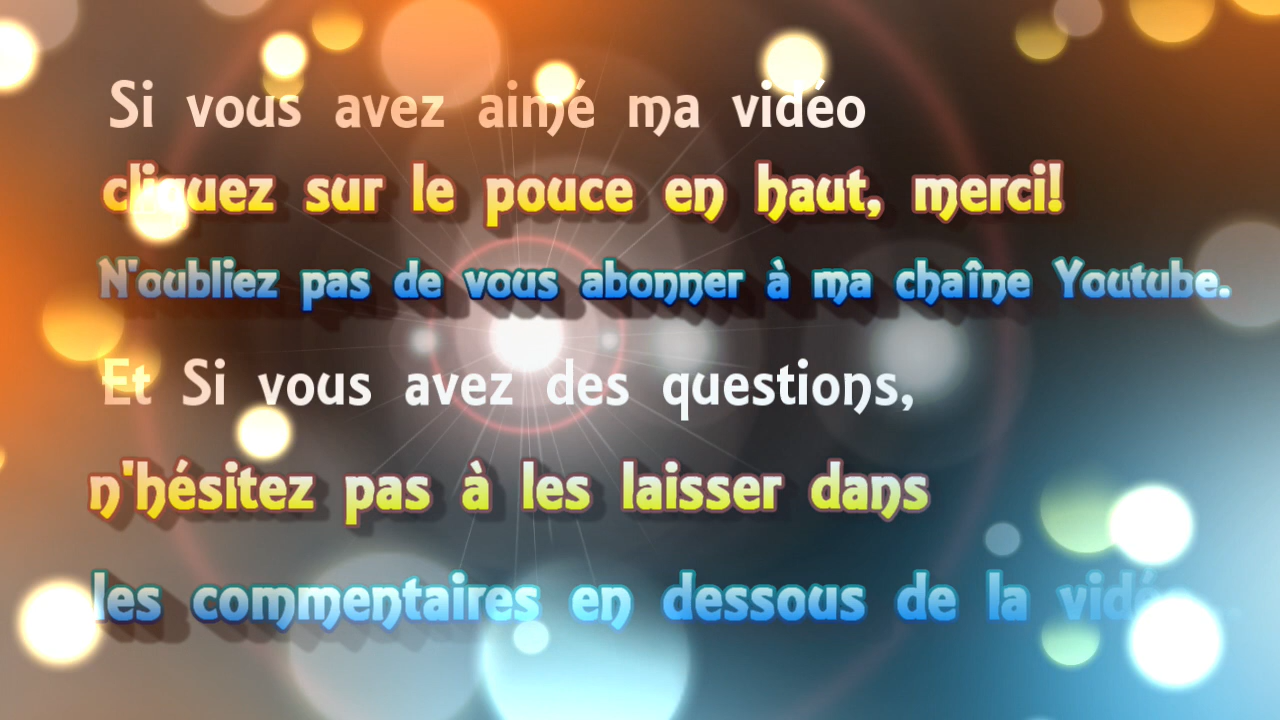 Si vous avez aimé ma vidéo
cliquez sur le pouce en haut, merci!
N'oubliez pas de vous abonner à ma chaîne Youtube.
Et Si vous avez des questions,
n'hésitez pas à les laisser dans
les commentaires en dessous de la